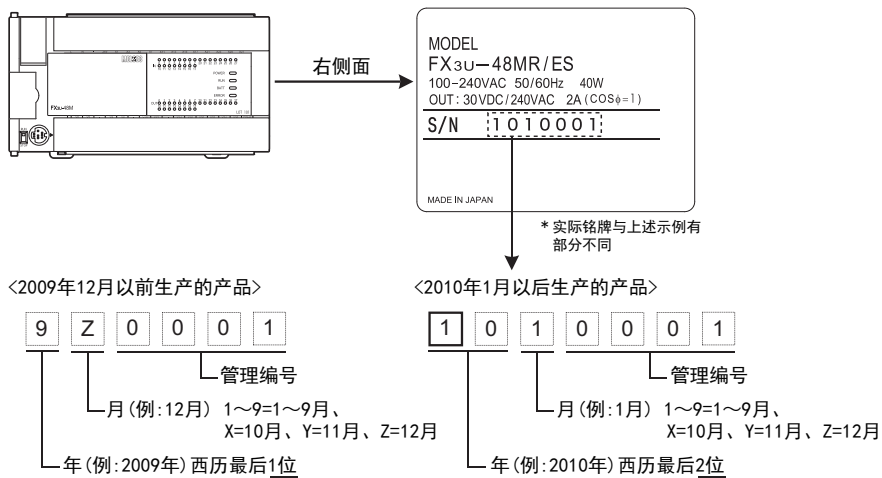 POWER
RUN
BATT
ERROR
FX3U-48M
右侧面
MODEL
FX3U-48MR/ES
100-240VAC 50/60Hz 40W
OUT: 30VDC/240VAC 2A(COSφ=1)
S/N 1010001
MADE IN JAPAN
*实际铭牌与上述示例有
部分不同
<2009年12月以前生产的产品>
9 Z 0 0 0 1
管理编号
月(例:12月) 1～9=1～9月、
X=10月、Y=11月、Z=12月
年(例:2009年)西历最后1位
<2010年1月以后生产的产品>
1 0 1 0 0 0 1
管理编号
月(例:1月) 1～9=1～9月、
X=10月、Y=11月、Z=12月
年(例:2010年)西历最后2位